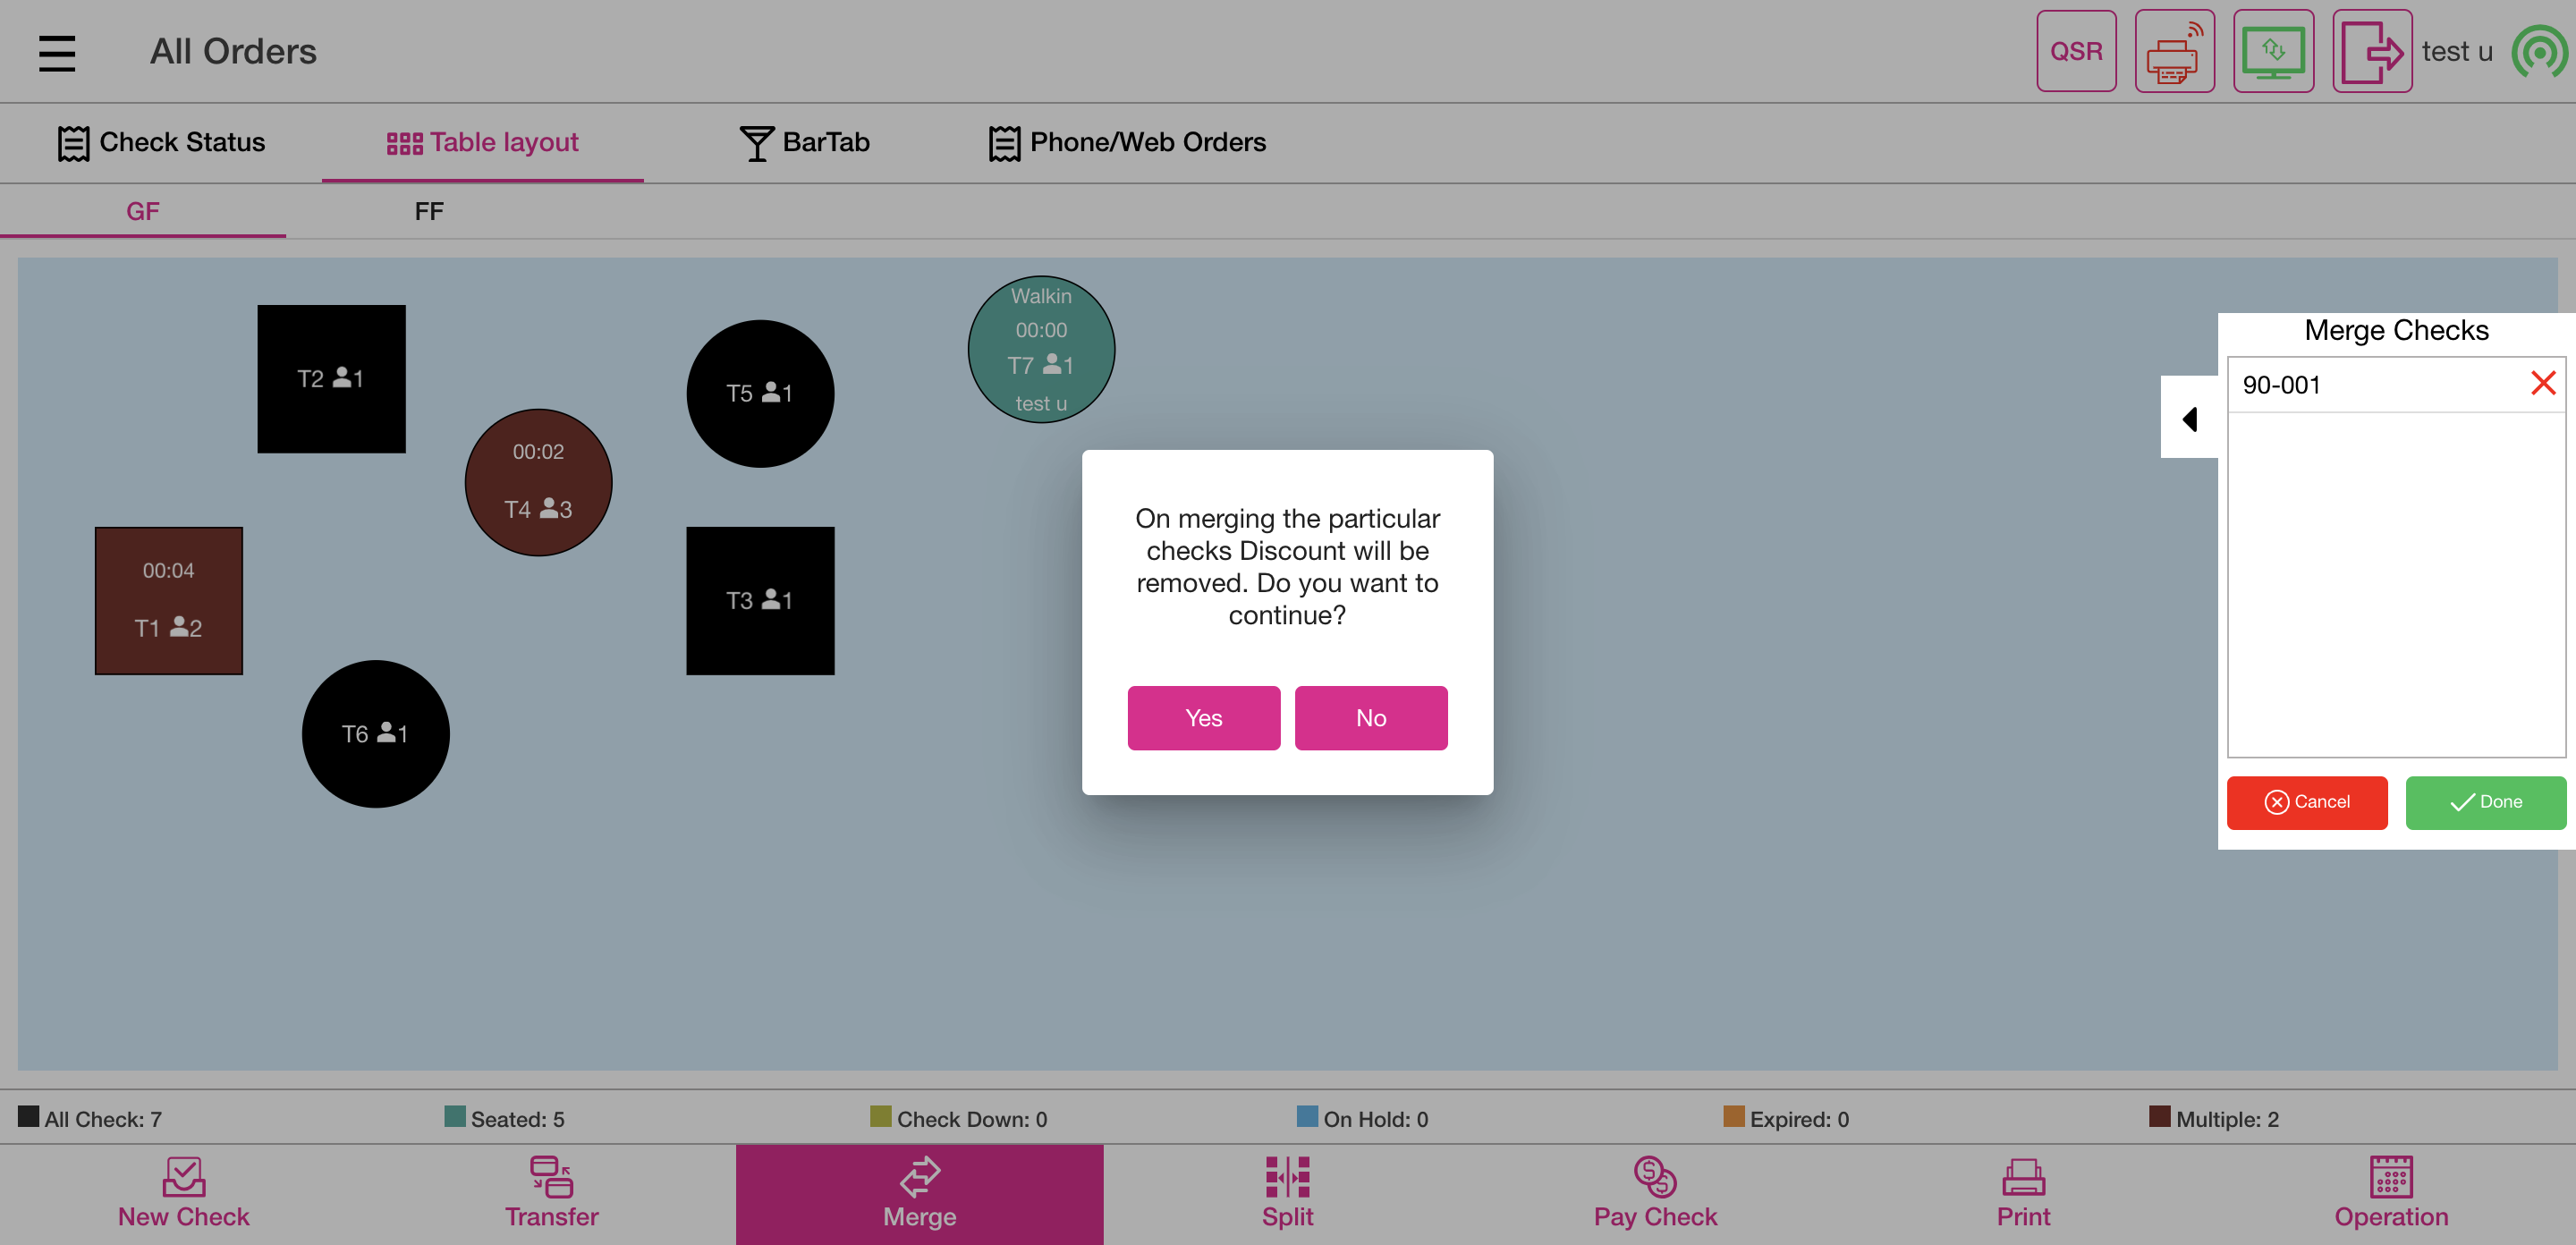 All Orders
QSR
test u
Check Status
Table layout
BarTab
Phone/Web Orders
GF
FF
Walkin
00:00
T7 1
test u
T2 1
T5 1
00:02
T4 3
00:04
T1 2
T3 1
T6 1
On merging the particular
checks Discount will be
removed. Do you want to
continue?
Yes
No
Merge Checks
90-001
Cancel
Done
All Check: 7
Seated: 5
Check Down: 0
On Hold: 0
Expired: 0
Multiple: 2
New Check
Transfer
Merge
Split
Pay Check
Print
Operation